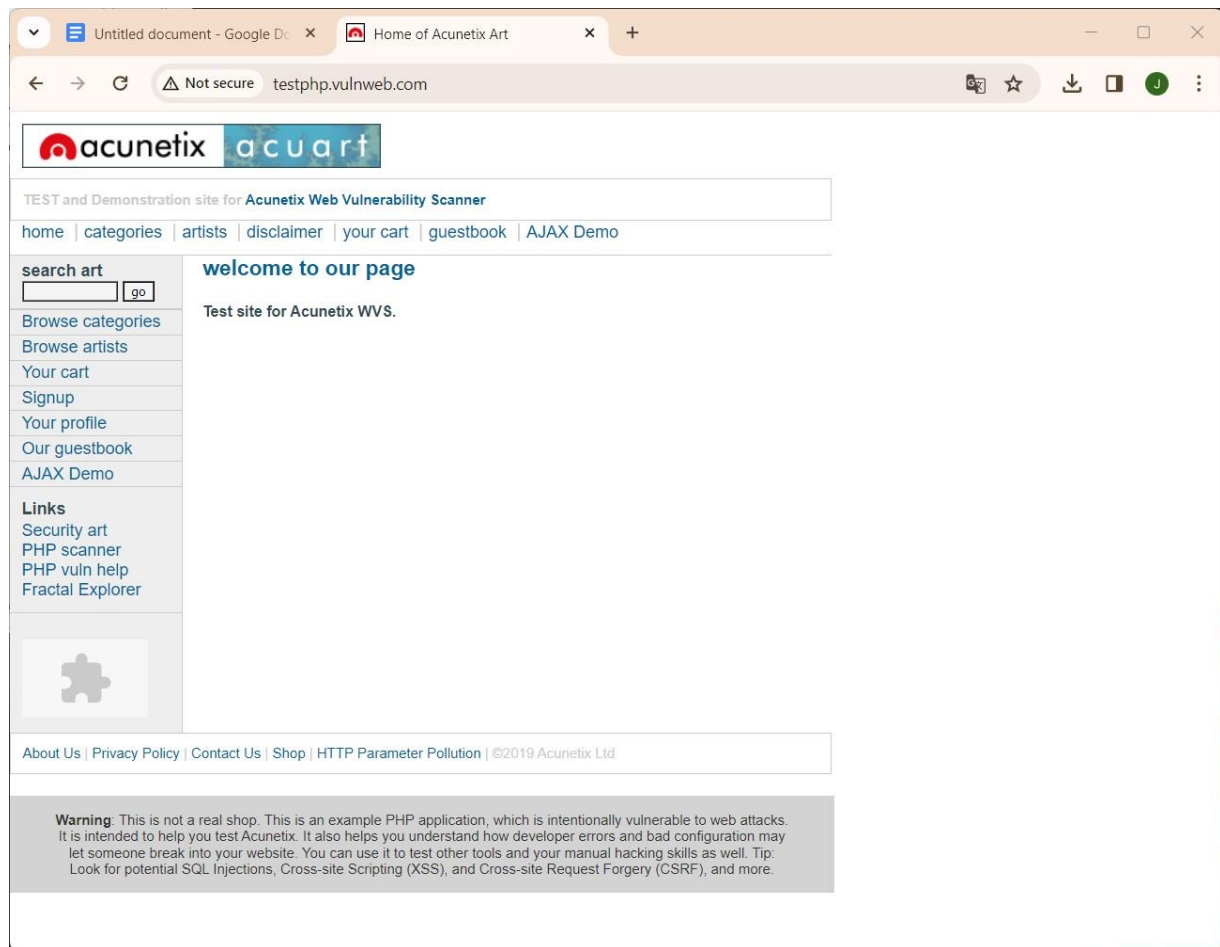 Untitled document - Google Do
Home of Acunetix Art
Not secure testphp.vulnweb.com
J
acunetix acuart
TEST and Demonstration site for Acunetix Web Vulnerability Scanner
home | categories | artists | disclaimer | your cart | guestbook | AJAX Demo
search art
go
Browse categories
Browse artists
Your cart
Signup
Your profile
Our guestbook
AJAX Demo
Links
Security art
PHP scanner
PHP vuln help
Fractal Explorer
welcome to our page
Test site for Acunetix WVS.
About Us | Privacy Policy | Contact Us | Shop | HTTP Parameter Pollution | ©2019 Acunetix Ltd
Warning: This is not a real shop. This is an example PHP application, which is intentionally vulnerable to web attacks.
It is intended to help you test Acunetix. It also helps you understand how developer errors and bad configuration may
let someone break into your website. You can use it to test other tools and your manual hacking skills as well. Tip:
Look for potential SQL Injections, Cross-site Scripting (XSS), and Cross-site Request Forgery (CSRF), and more.